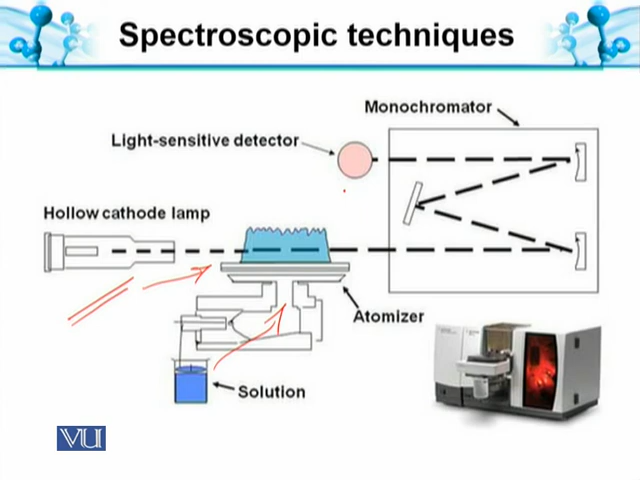 Spectroscopic techniques
Monochromator
Light-sensitive detector
Hollow cathode lamp
Atomizer
Solution
VU